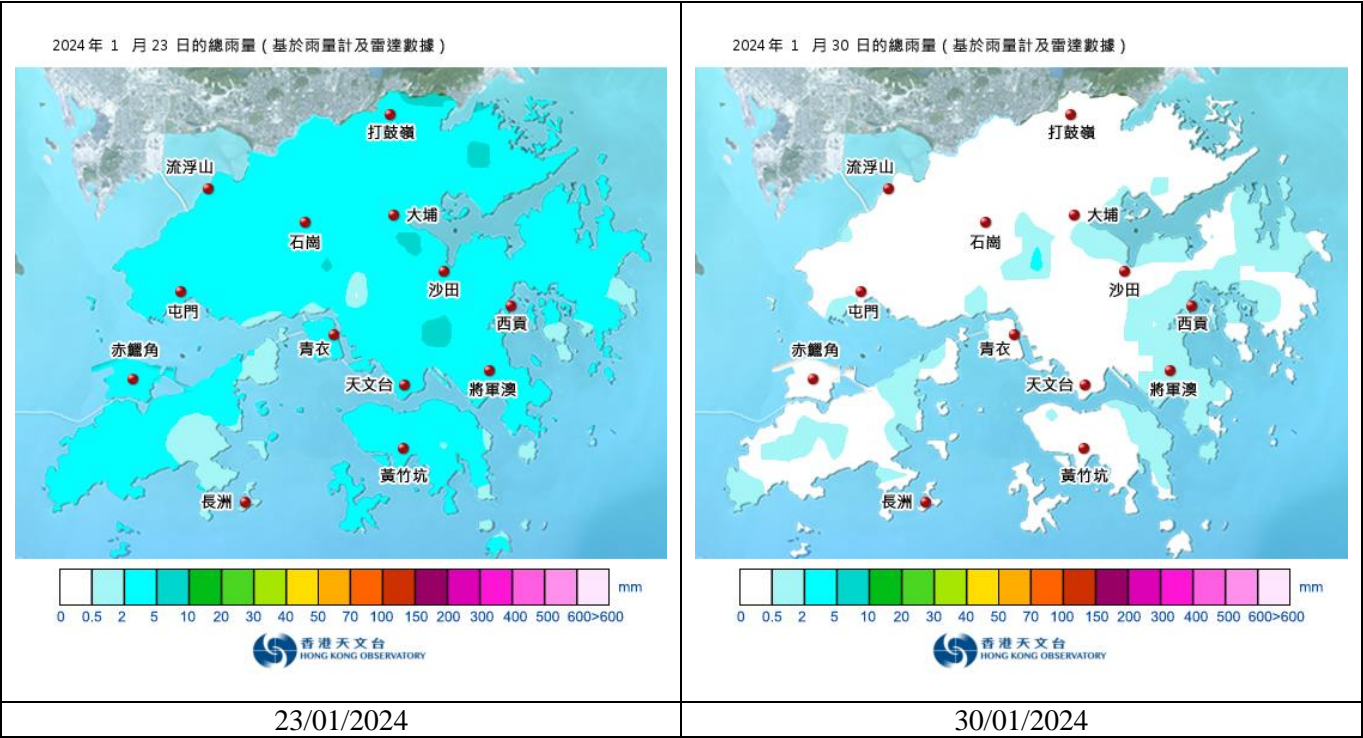 2024 年 1 月 23 日的總雨量 ( 基於雨量計及雷達數據 )
打鼓嶺
流浮山
大埔
石崗
沙田
屯門
西貢
青衣
赤鱲角
天文台
將軍澳
黃竹坑
長洲
mm
0 0.5 2 5 10 20 30 40 50 70 100 150 200 300 400 500 600>600
香港天文台
HONG KONG OBSERVATORY
23/01/2024
2024 年 1 月 30 日的總雨量 ( 基於雨量計及雷達數據 )
打鼓嶺
流浮山
大埔
石崗
沙田
屯門
西貢
青衣
赤鱲角
天文台
將軍澳
黃竹坑
長洲
mm
0 0.5 2 5 10 20 30 40 50 70 100 150 200 300 400 500 600>600
香港天文台
HONG KONG OBSERVATORY
30/01/2024